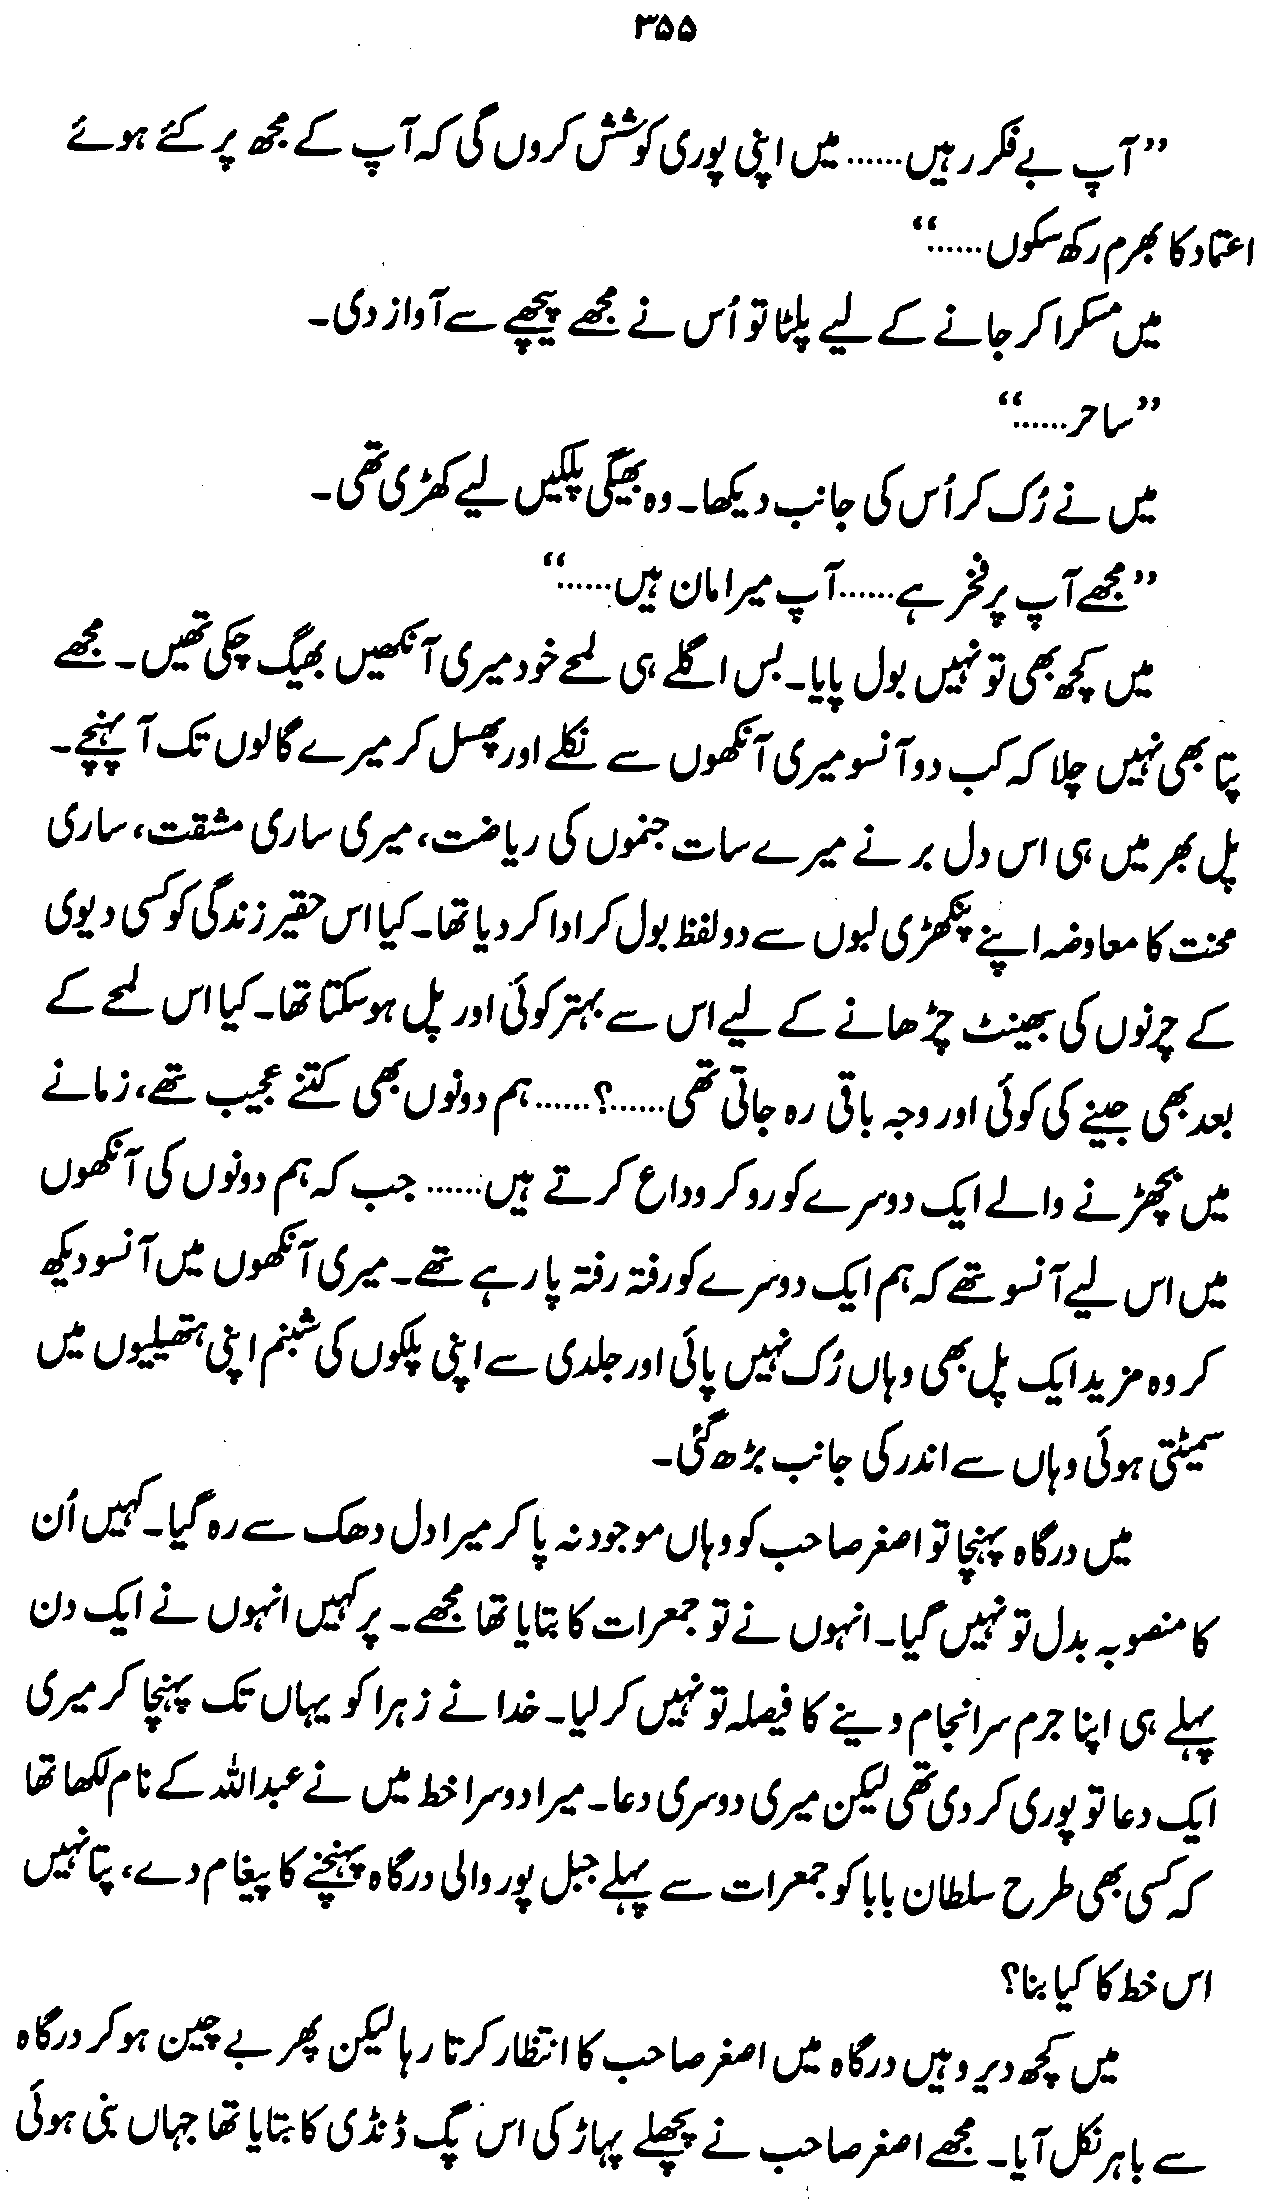 ۳۵۵
”آپ بے فکر رہیں...... میں اپنی پوری کوشش کروں گی کہ آپ کے مجھ پر کئے ہوئے
اعتماد کا بھرم رکھ سکوں......“
میں مسکرا کر جانے کے لیے پلٹا تو اُس نے مجھے پیچھے سے آواز دی۔
”ساحر......“
میں نے رُک کر اُس کی جانب دیکھا۔ وہ بھیگی پلکیں لیے کھڑی تھی۔
”مجھے آپ پر فخر ہے...... آپ میرا مان ہیں......“
میں کچھ بھی تو نہیں بول پایا۔ بس اگلے ہی لمحے خود میری آنکھیں بھیگ چکی تھیں۔ مجھے
پتا بھی نہیں چلا کہ کب دو آنسو میری آنکھوں سے نکلے اور پھسل کر میرے گالوں تک آ پہنچے۔
پل بھر میں ہی اس دل بر نے میرے سات جنموں کی ریاضت، میری ساری مشقت، ساری
محنت کا معاوضہ اپنے پنکھڑی لبوں سے دو لفظ بول کر ادا کر دیا تھا۔ کیا اس حقیر زندگی کو کسی دیوی
کے چرنوں کی بھینٹ چڑھانے کے لیے اس سے بہتر کوئی اور پل ہو سکتا تھا۔ کیا اس لمحے کے
بعد بھی جینے کی کوئی اور وجہ باقی رہ جاتی تھی......؟...... ہم دونوں بھی کتنے عجیب تھے، زمانے
میں بچھڑنے والے ایک دوسرے کو رو کر وداع کرتے ہیں...... جب کہ ہم دونوں کی آنکھوں
میں اس لیے آنسو تھے کہ ہم ایک دوسرے کو رفتہ رفتہ پا رہے تھے۔ میری آنکھوں میں آنسو دیکھ
کر وہ مزید ایک پل بھی وہاں رُک نہیں پائی اور جلدی سے اپنی پلکوں کی شبنم اپنی ہتھیلیوں میں
سمیٹتی ہوئی وہاں سے اندر کی جانب بڑھ گئی۔
میں درگاہ پہنچا تو اصغر صاحب کو وہاں موجود نہ پا کر میرا دل دھک سے رہ گیا۔ کہیں اُن
کا منصوبہ بدل تو نہیں گیا۔ انہوں نے تو جمعرات کا بتایا تھا مجھے۔ پر کہیں انہوں نے ایک دن
پہلے ہی اپنا جرم سرانجام دینے کا فیصلہ تو نہیں کر لیا۔ خدا نے زہرا کو یہاں تک پہنچا کر میری
ایک دعا تو پوری کر دی تھی لیکن میری دوسری دعا۔ میرا دوسرا خط میں نے عبداللہ کے نام لکھا تھا
کہ کسی بھی طرح سلطان بابا کو جمعرات سے پہلے جبل پور والی درگاہ پہنچنے کا پیغام دے، پتا نہیں
اس خط کا کیا بنا؟
میں کچھ دیر وہیں درگاہ میں اصغر صاحب کا انتظار کرتا رہا لیکن پھر بے چین ہو کر درگاہ
سے باہر نکل آیا۔ مجھے اصغر صاحب نے پچھلے پہاڑ کی اس پگ ڈنڈی کا بتایا تھا جہاں بنی ہوئی